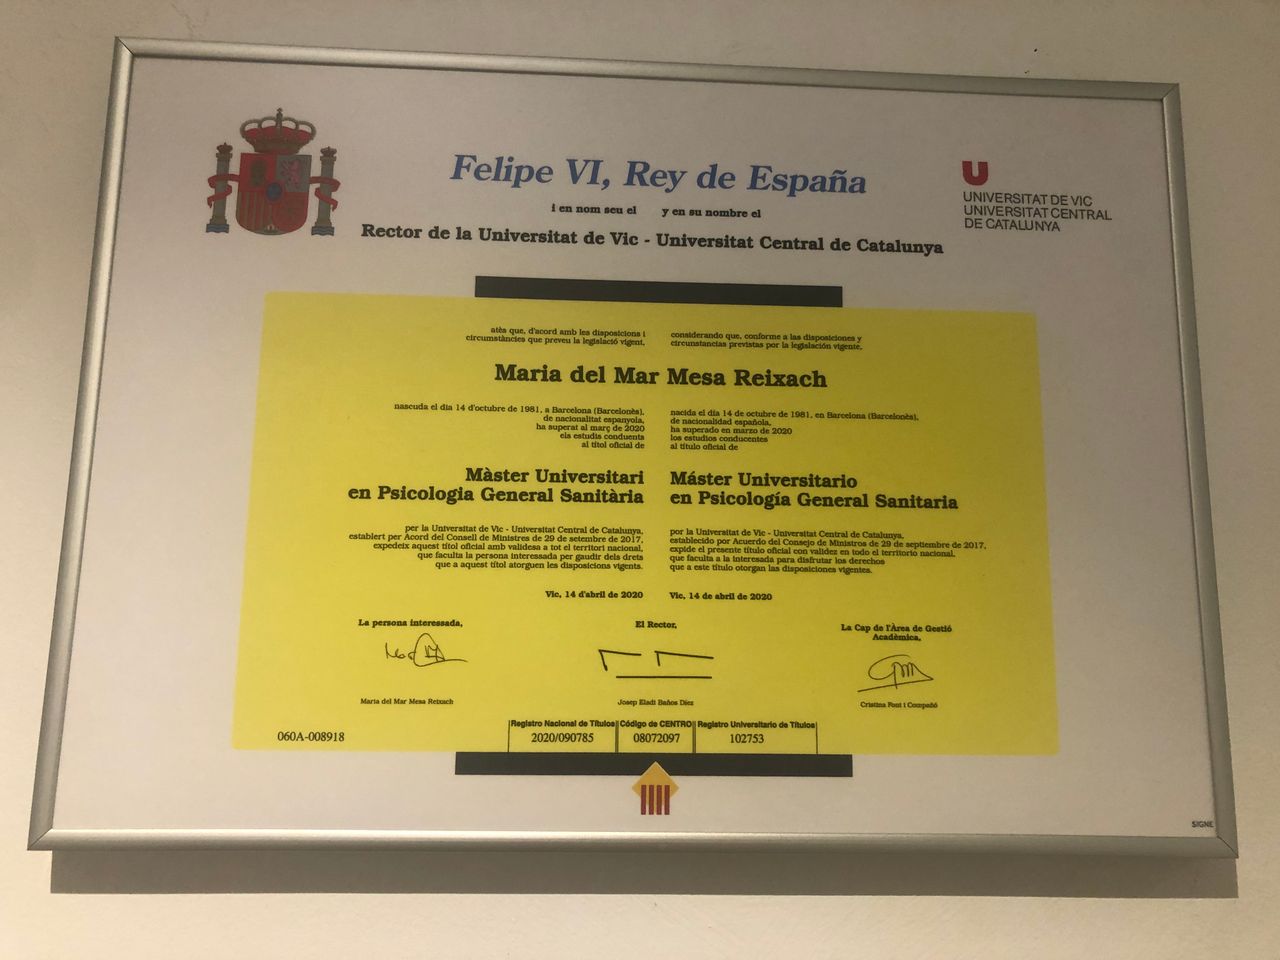 Felipe VI, Rey de España
i en nom seu el y en su nombre el
Rector de la Universitat de Vic - Universitat Central de Catalunya
U
UNIVERSITAT DE VIC
UNIVERSITAT CENTRAL
DE CATALUNYA
atès que, d'acord amb les disposicions i
circumstàncies que preveu la legislació vigent,
considerando que, conforme a las disposiciones y
circunstancias previstas por la legislación vigente,
Maria del Mar Mesa Reixach
nascuda el dia 14 d'octubre de 1981, a Barcelona (Barcelonès),
de nacionalitat espanyola,
ha superat al març de 2020
els estudis conduents
al títol oficial de
nacida el día 14 de octubre de 1981, en Barcelona (Barcelonès),
de nacionalidad española,
ha superado en marzo de 2020
los estudios conducentes
al título oficial de
Màster Universitari
en Psicologia General Sanitària
Máster Universitario
en Psicología General Sanitaria
per la Universitat de Vic - Universitat Central de Catalunya,
establert per Acord del Consell de Ministres de 29 de setembre de 2017,
expedeix aquest títol oficial amb validesa a tot el territori nacional,
que faculta la persona interessada per gaudir dels drets
que a aquest títol atorguen les disposicions vigents.
por la Universitat de Vic - Universitat Central de Catalunya,
establecido por Acuerdo del Consejo de Ministros de 29 de septiembre de 2017,
expide el presente título oficial con validez en todo el territorio nacional,
que faculta a la interesada para disfrutar los derechos
que a este título otorgan las disposiciones vigentes.
Vic, 14 d'abril de 2020
Vic, 14 de abril de 2020
La persona interessada,
El Rector,
La Cap de l'Àrea de Gestió
Acadèmica,
Maria del Mar Mesa Reixach
Josep Eladi Baños Díez
Cristina Font i Companó
060A-008918
Registro Nacional de Títulos Código de CENTRO Registro Universitario de Títulos
2020/090785 08072097 102753
SIGNE